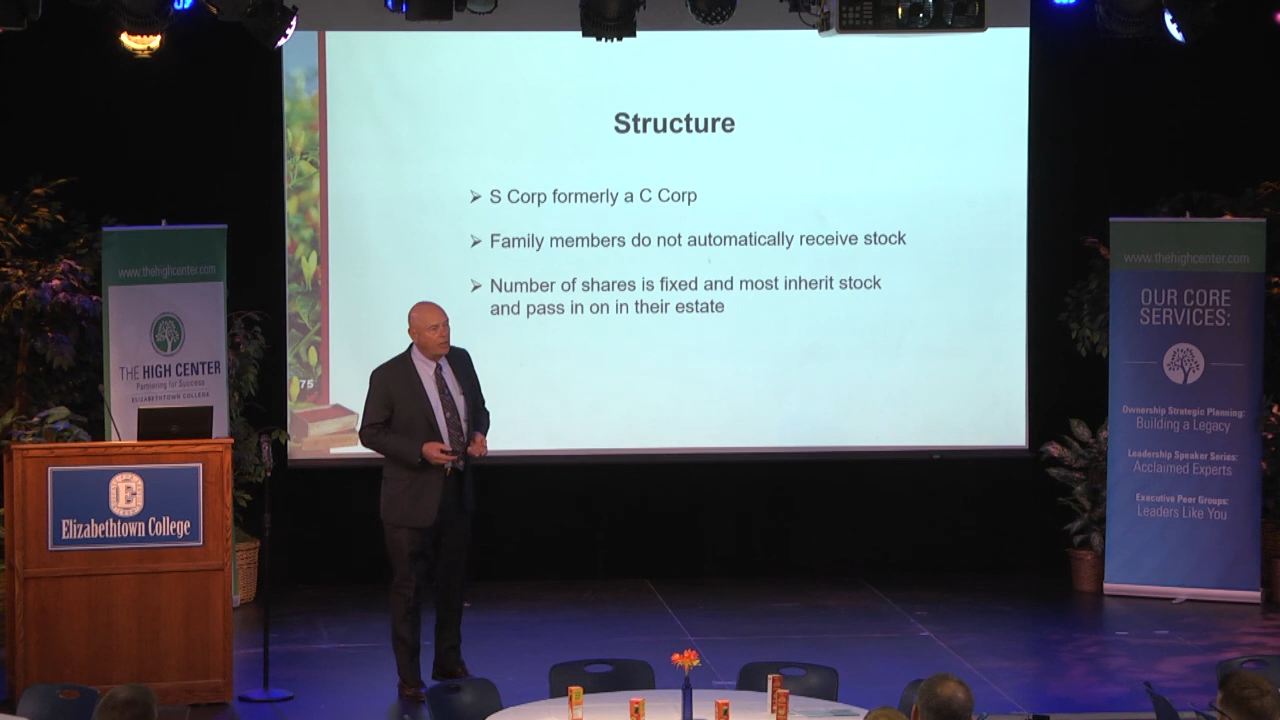 Structure
➢ S Corp formerly a C Corp
➢ Family members do not automatically receive stock
➢ Number of shares is fixed and most inherit stock
and pass in on in their estate
75
www.thehighcenter.com
THE HIGH CENTER
Partnering for Success
ELIZABETHTOWN COLLEGE
E
Elizabethtown College
www.thehighcenter.com
OUR CORE
SERVICES:
Ownership Strategic Planning:
Building a Legacy
Leadership Speaker Series:
Acclaimed Experts
Executive Peer Groups:
Leaders Like You